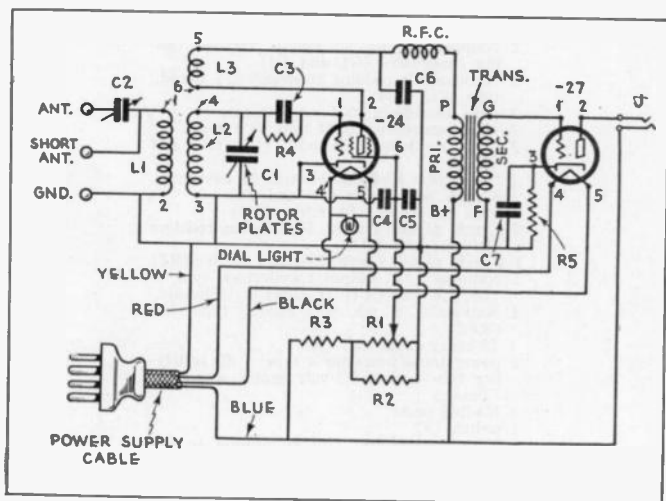 5
R.F.C.
L3
C2
1
6
4
C3
C6
TRANS.
-27
ANT.
1
2
-24
P
G
1
2
SHORT
ANT.
L1
L2
R4
C1
3
6
PRI.
SEC.
3
GND.
2
3
4
5
C4
C5
B+
F
4
5
ROTOR
PLATES
DIAL LIGHT
C7
R5
YELLOW
RED
BLACK
R3
R1
R2
BLUE
POWER SUPPLY
CABLE